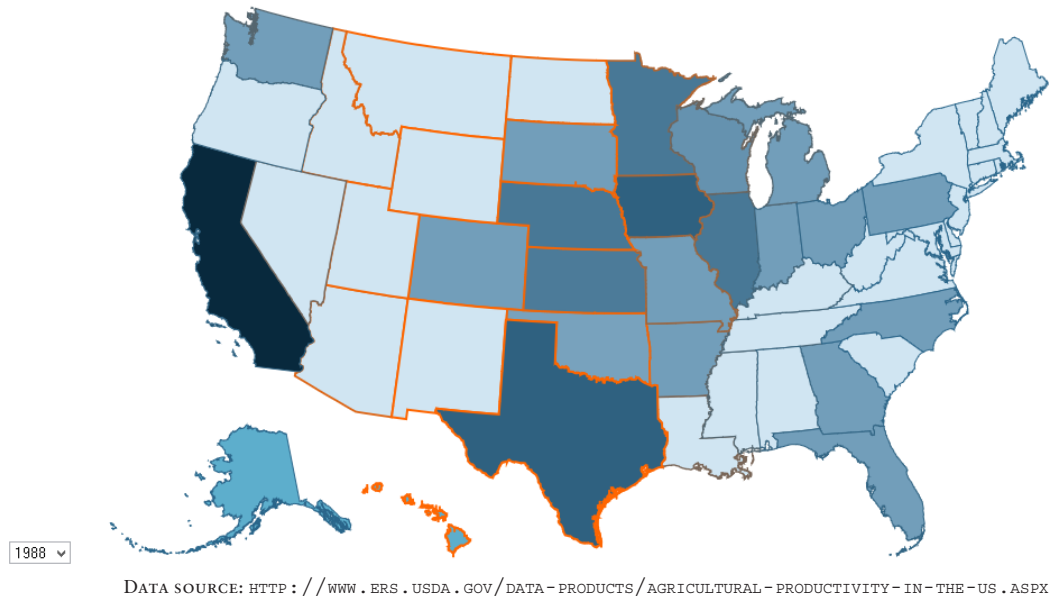 1988
DATA SOURCE: HTTP://WWW.ERS.USDA.GOV/DATA-PRODUCTS/AGRICULTURAL-PRODUCTIVITY-IN-THE-US.ASPX